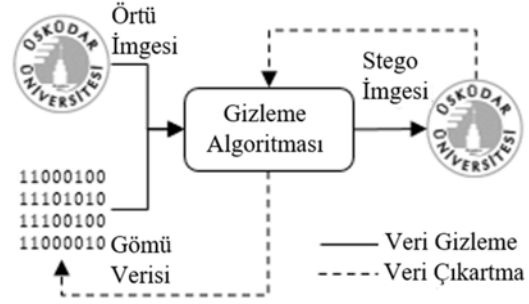 Örtü
İmgesi
ÜSKÜDAR
ÜNİVERSİTESİ
Stego
İmgesi
ÜSKÜDAR
ÜNİVERSİTESİ
Gizleme
Algoritması
11000100
11101010
11100100
11000010
Gömü
Verisi
Veri Gizleme
Veri Çıkartma